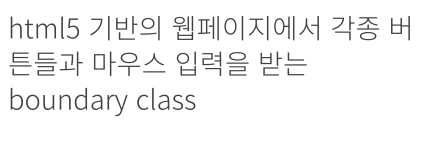 html5 기반의 웹페이지에서 각종 버
튼들과 마우스 입력을 받는
boundary class